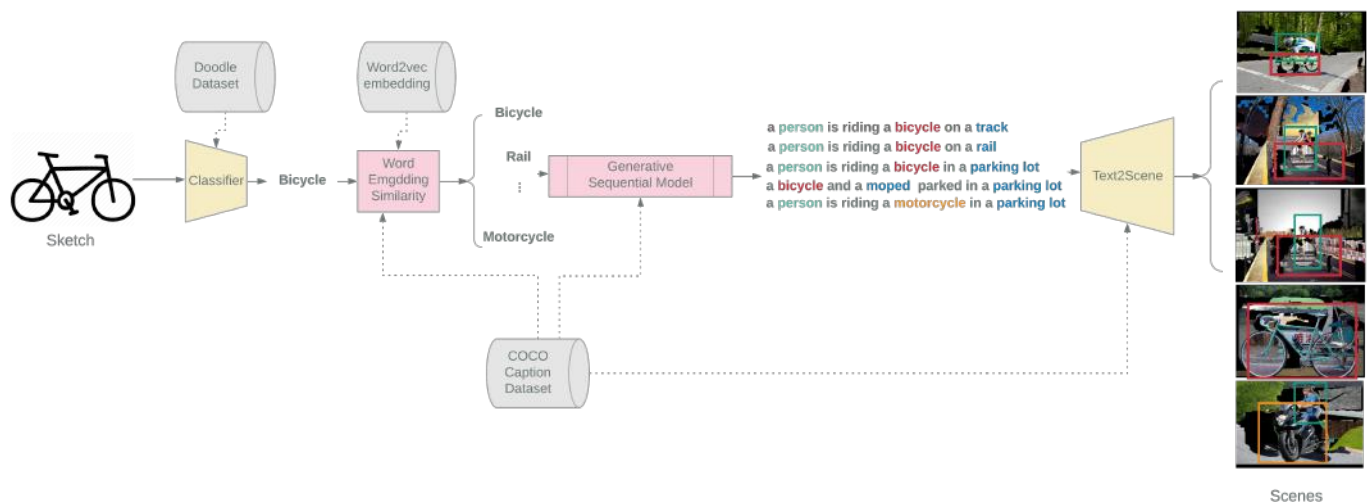 Doodle
Dataset
Word2vec
embedding)
Sketch
Classifier
Bicycle
Word
Emgdding
Similarity
Bicycle
Rail
⋮
Motorcycle
Generative
Sequential Model
a person is riding a bicycle on a track
a person is riding a bicycle on a rail
a person is riding a bicycle in a parking lot
a bicycle and a moped parked in a parking lot
a person is riding a motorcycle in a parking lot
Text2Scene
COCO
Caption
Dataset
Scenes